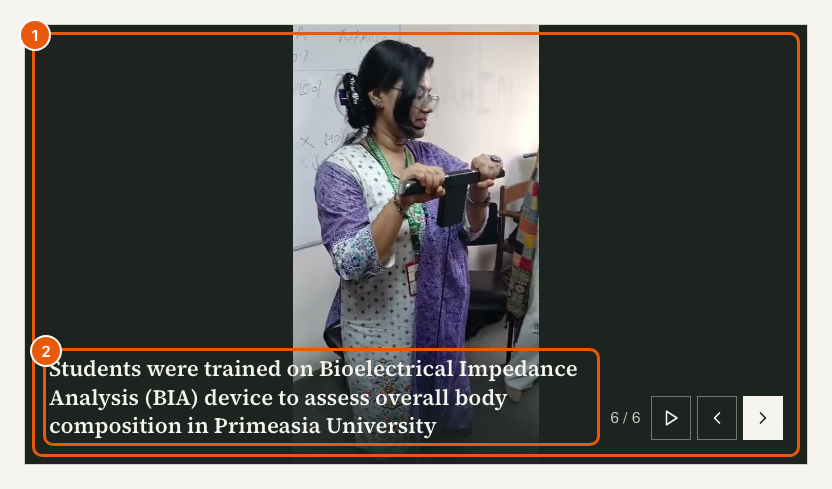 1
2
Students were trained on Bioelectrical Impedance
Analysis (BIA) device to assess overall body
composition in Primeasia University
6 / 6